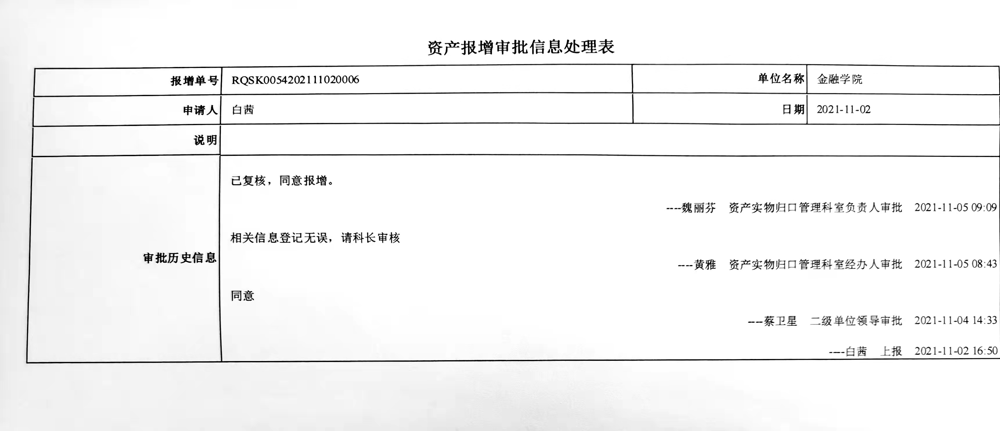 资产报增审批信息处理表
报增单号 RQSK0054202111020006 单位名称 金融学院
申请人 白茜 日期 2021-11-02
说明
已复核，同意报增。
----魏丽芬 资产实物归口管理科室负责人审批 2021-11-05 09:09
相关信息登记无误，请科长审核
审批历史信息
----黄雅 资产实物归口管理科室经办人审批 2021-11-05 08:43
同意
----蔡卫星 二级单位领导审批 2021-11-04 14:33
----白茜 上报 2021-11-02 16:50